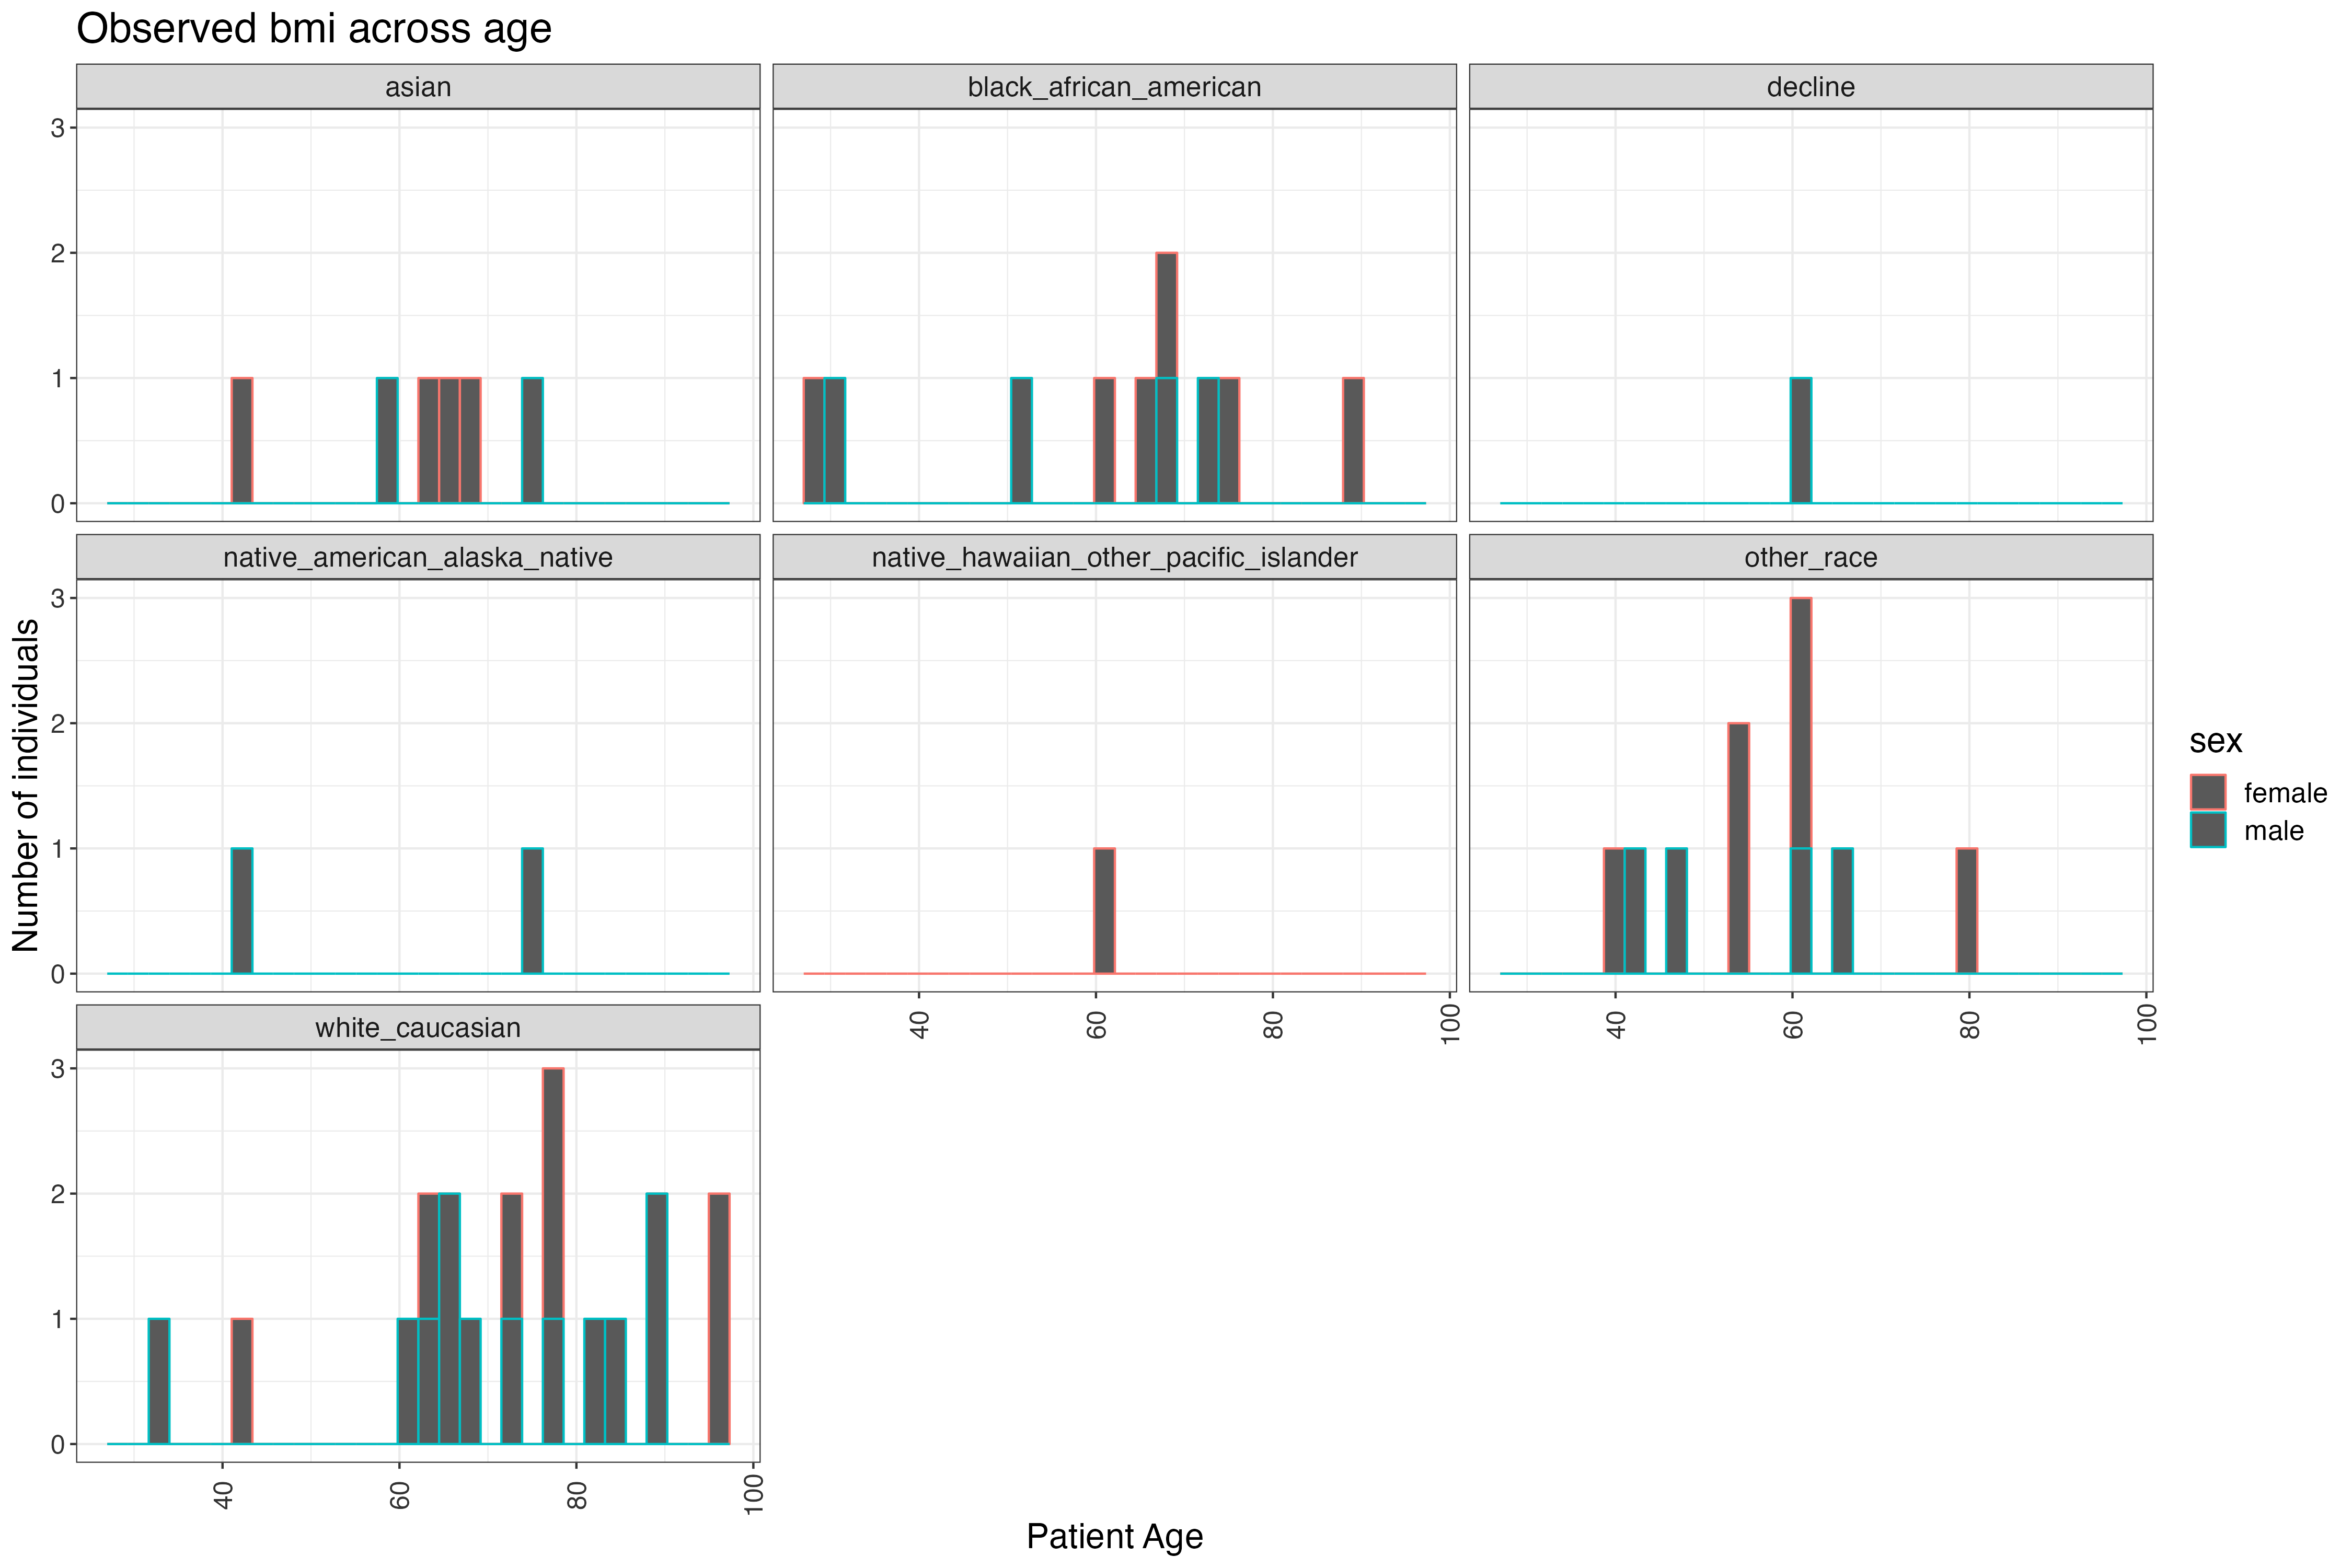 Observed bmi across age
asian
black_african_american
decline
3
2
1
0
native_american_alaska_native
native_hawaiian_other_pacific_islander
other_race
3
2
1
0
40
60
80
100
40
60
80
100
white_caucasian
3
2
1
0
40
60
80
100
Number of individuals
Patient Age
sex
female
male